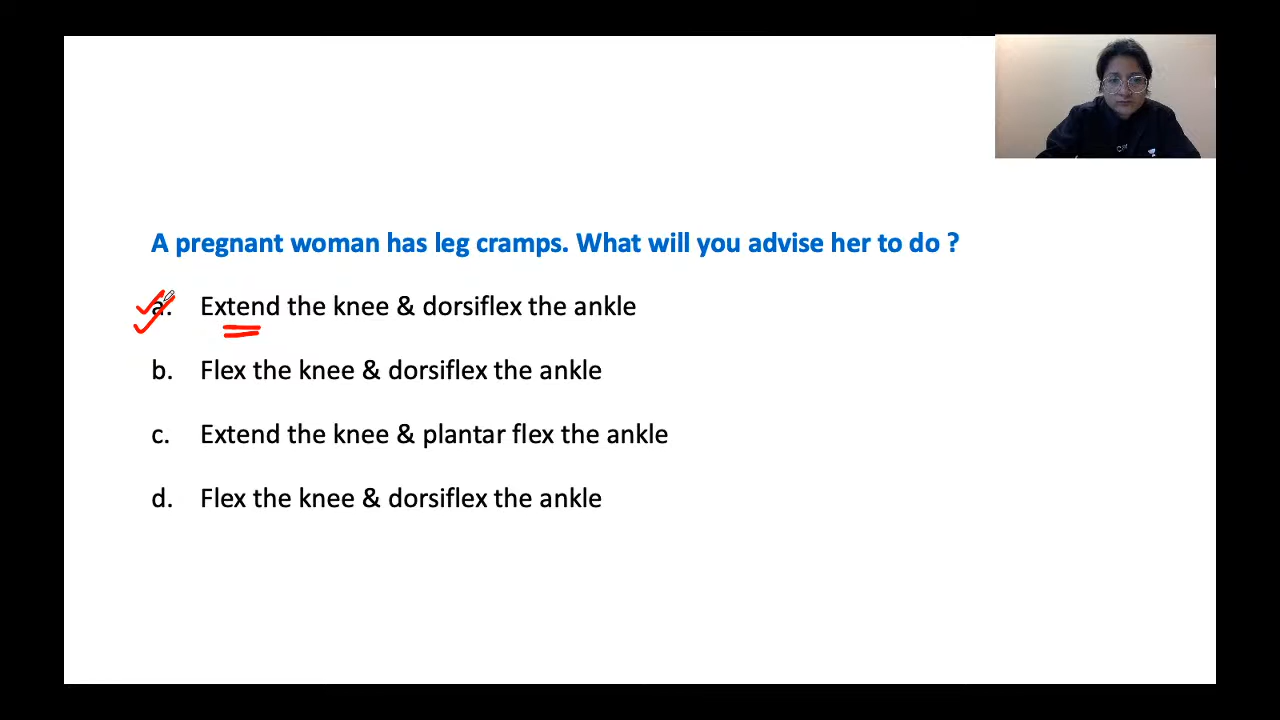 A pregnant woman has leg cramps. What will you advise her to do ?
a. Extend the knee & dorsiflex the ankle
b. Flex the knee & dorsiflex the ankle
c. Extend the knee & plantar flex the ankle
d. Flex the knee & dorsiflex the ankle